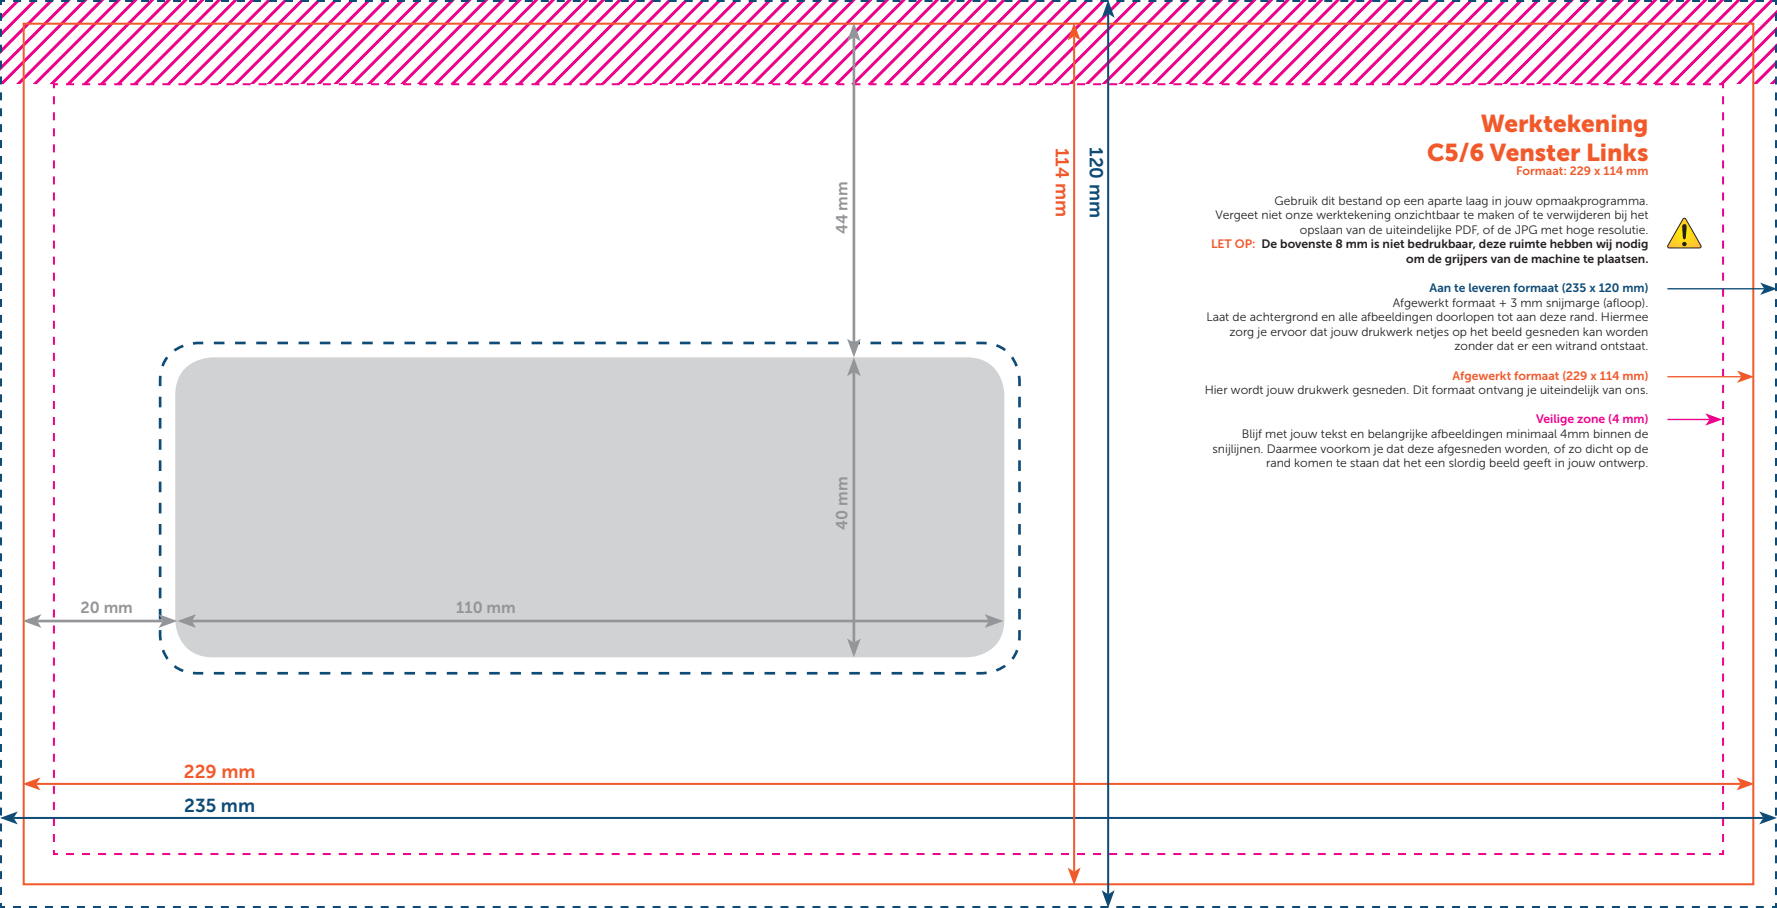 Werktekening
C5/6 Venster Links
Formaat: 229 x 114 mm
Gebruik dit bestand op een aparte laag in jouw opmaakprogramma.
Vergeet niet onze werktekening onzichtbaar te maken of te verwijderen bij het
opslaan van de uiteindelijke PDF, of de JPG met hoge resolutie.
LET OP: De bovenste 8 mm is niet bedrukbaar, deze ruimte hebben wij nodig
om de grijpers van de machine te plaatsen.
Aan te leveren formaat (235 x 120 mm)
Afgewerkt formaat + 3 mm snijmarge (afloop).
Laat de achtergrond en alle afbeeldingen doorlopen tot aan deze rand. Hiermee
zorg je ervoor dat jouw drukwerk netjes op het beeld gesneden kan worden
zonder dat er een witrand ontstaat.
Afgewerkt formaat (229 x 114 mm)
Hier wordt jouw drukwerk gesneden. Dit formaat ontvang je uiteindelijk van ons.
Veilige zone (4 mm)
Blijf met jouw tekst en belangrijke afbeeldingen minimaal 4mm binnen de
snijlijnen. Daarmee voorkom je dat deze afgesneden worden, of zo dicht op de
rand komen te staan dat het een slordig beeld geeft in jouw ontwerp.
44 mm
114 mm
120 mm
40 mm
20 mm
110 mm
229 mm
235 mm